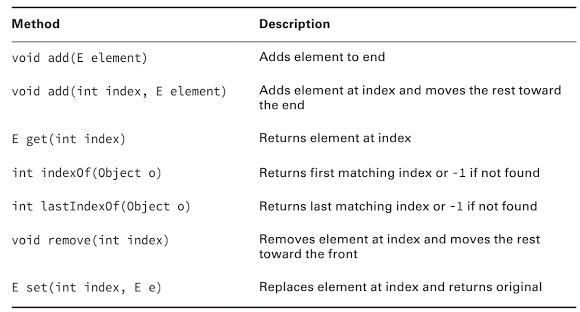 Method Description
void add(E element) Adds element to end
void add(int index, E element) Adds element at index and moves the rest toward
the end
E get(int index) Returns element at index
int indexOf(Object o) Returns first matching index or -1 if not found
int lastIndexOf(Object o) Returns last matching index or -1 if not found
void remove(int index) Removes element at index and moves the rest
toward the front
E set(int index, E e) Replaces element at index and returns original